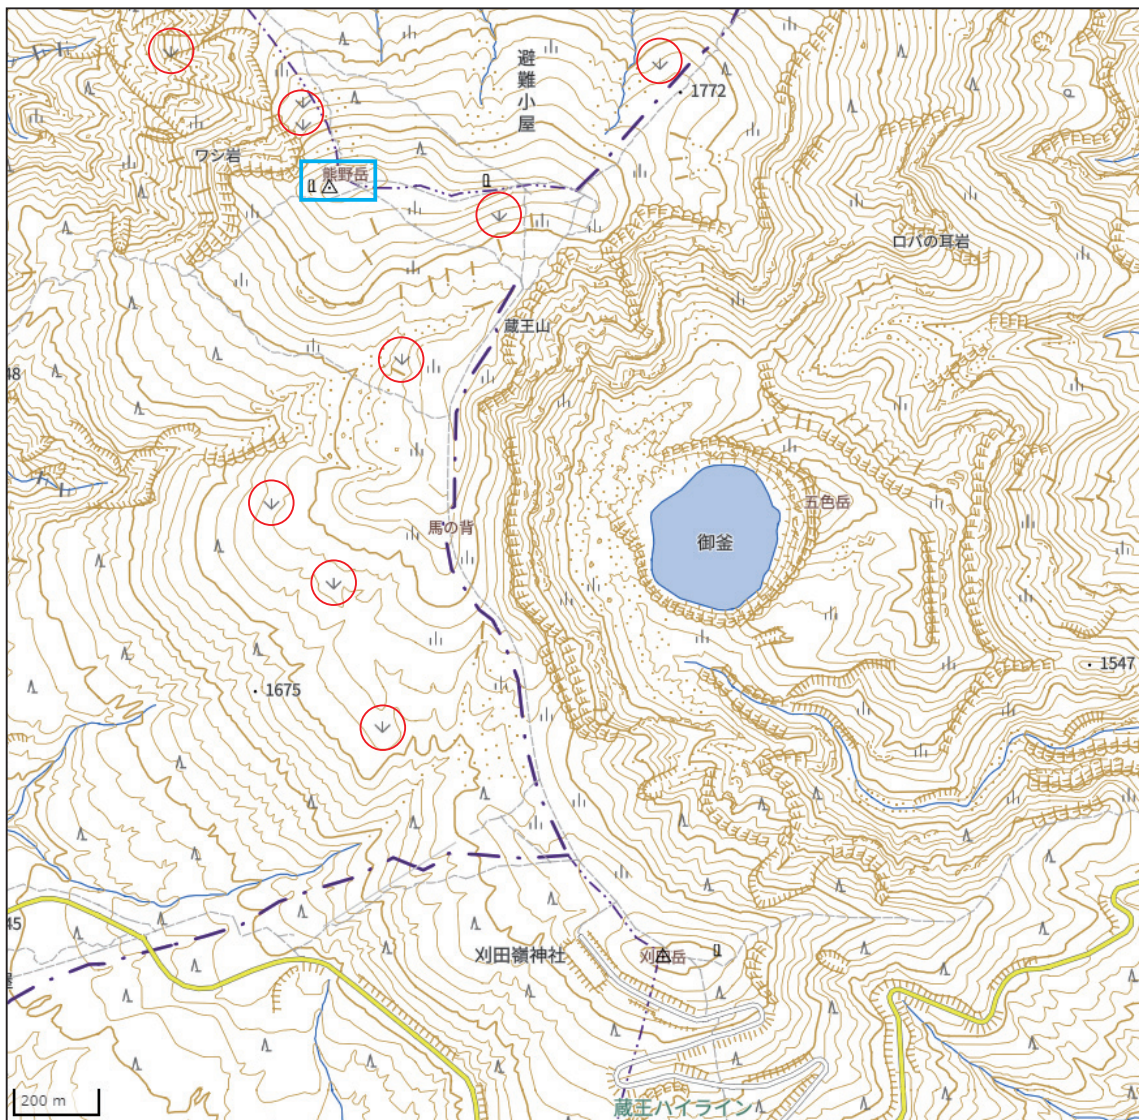 避難小屋
1772
ワシ岩
熊野岳
ロバの耳岩
蔵王山
48
五色岳
馬の背
御釜
1547
1675
45
刈田嶺神社
刈田岳
200 m
蔵王ハイライン